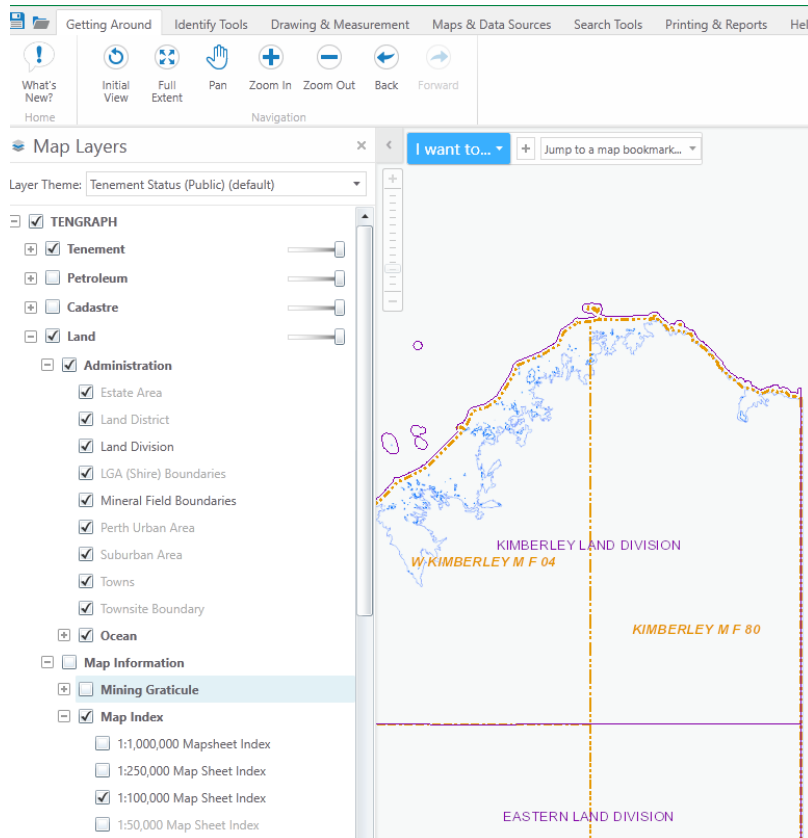 Getting Around Identify Tools Drawing & Measurement Maps & Data Sources Search Tools Printing & Reports
What's New? Initial View Full Extent Pan Zoom In Zoom Out Back Forward
Home Navigation
Map Layers
I want to... Jump to a map bookmark...
Layer Theme: Tenement Status (Public) (default)
TENGRAPH
Tenement
Petroleum
Cadastre
Land
Administration
Estate Area
Land District
Land Division
LGA (Shire) Boundaries
Mineral Field Boundaries
Perth Urban Area
Suburban Area
Towns
Townsite Boundary
Ocean
Map Information
Mining Graticule
Map Index
1:1,000,000 Mapsheet Index
1:250,000 Map Sheet Index
1:100,000 Map Sheet Index
1:50,000 Map Sheet Index
KIMBERLEY LAND DIVISION
W KIMBERLEY M F 04
KIMBERLEY M F 80
EASTERN LAND DIVISION